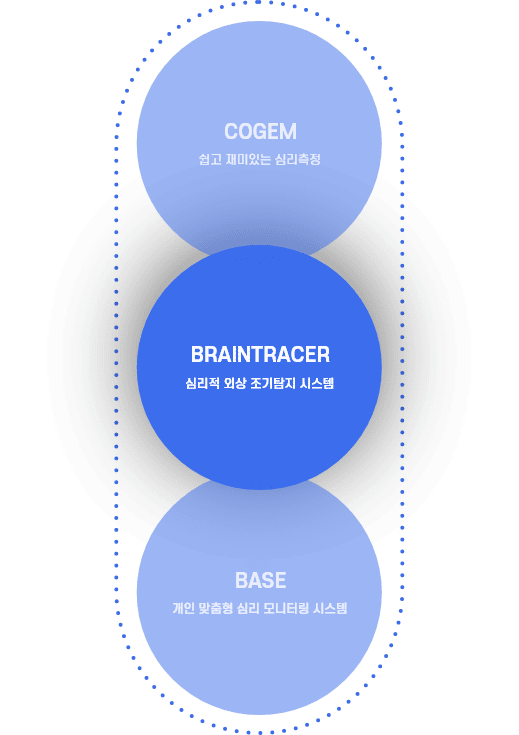 COGEM
쉽고 재미있는 심리측정
BRAINTRACER
심리적 외상 조기탐지 시스템
BASE
개인 맞춤형 심리 모니터링 시스템